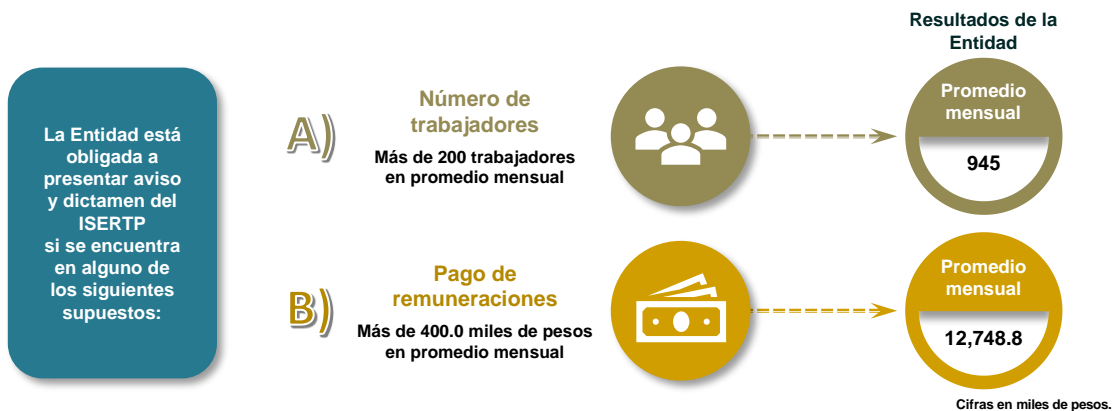 La Entidad está
obligada a
presentar aviso
y dictamen del
ISERTP
si se encuentra
en alguno de
los siguientes
supuestos:
A)
Número de
trabajadores
Más de 200 trabajadores
en promedio mensual
Resultados de la
Entidad
Promedio
mensual
945
B)
Pago de
remuneraciones
Más de 400.0 miles de pesos
en promedio mensual
Promedio
mensual
12,748.8
Cifras en miles de pesos.